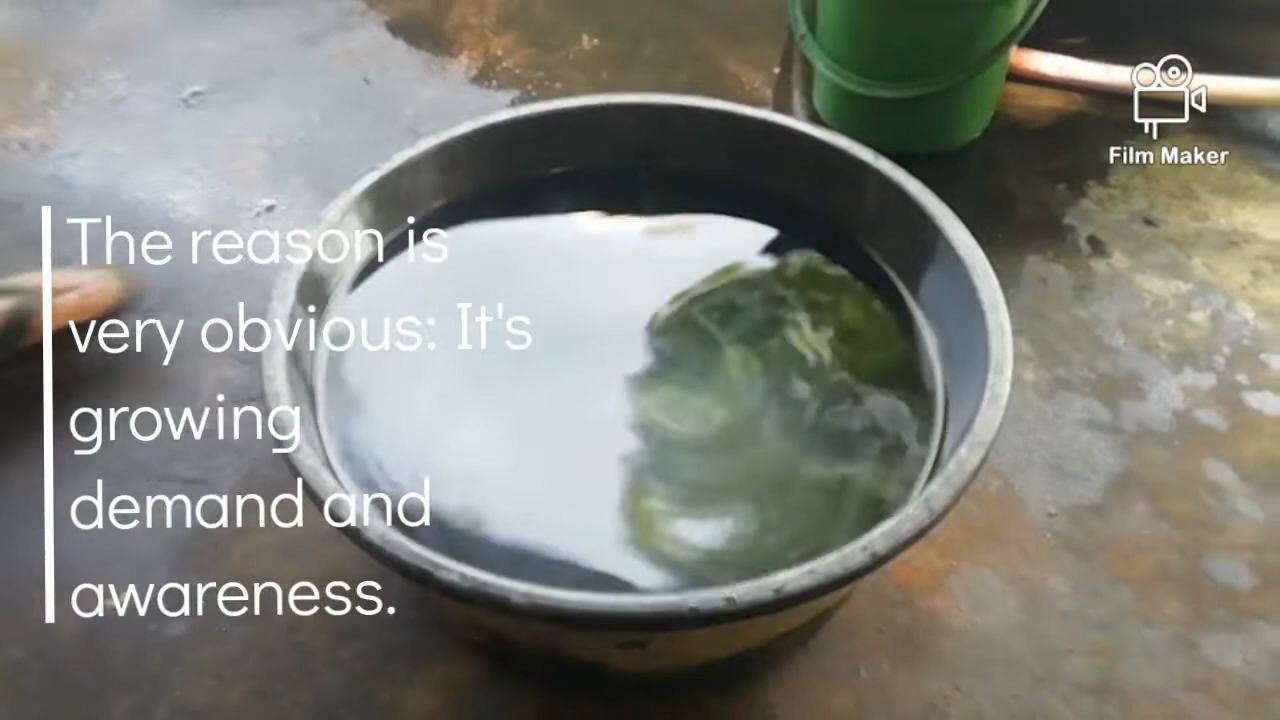 The reason is
very obvious: It's
growing
demand and
awareness.
Film Maker